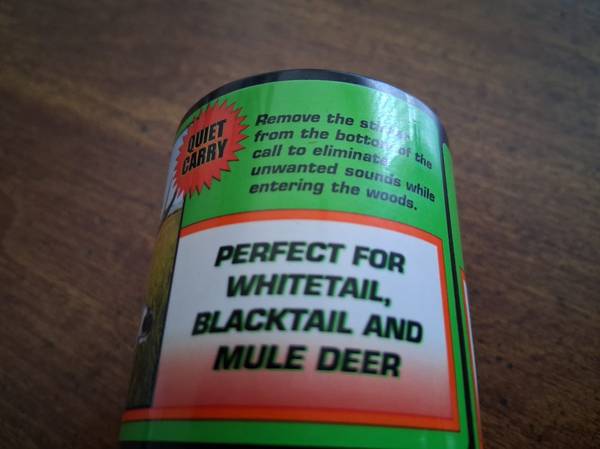 QUIET
CARRY
Remove the
from the bottom of the
call to eliminate
unwanted sounds while
entering the woods.
PERFECT FOR
WHITETAIL,
BLACKTAIL AND
MULE DEER